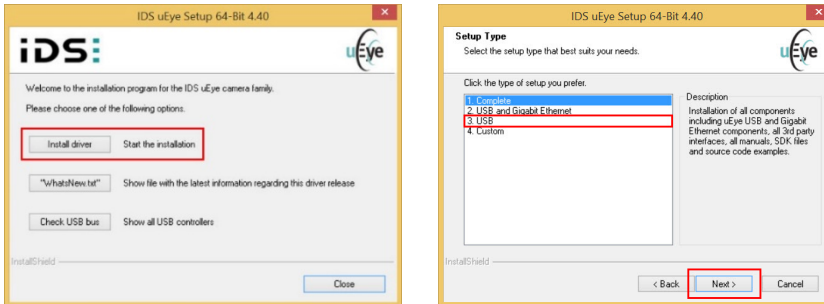 IDS uEye Setup 64-Bit 4.40
iDS:
uEye
Welcome to the installation program for the IDS uEye camera family.
Please choose one of the following options.
Install driver
Start the installation
"WhatsNew.txt"
Show file with the latest information regarding this driver release
Check USB bus
Show all USB controllers
InstallShield
Close
IDS uEye Setup 64-Bit 4.40
Setup Type
Select the setup type that best suits your needs.
uEye
Click the type of setup you prefer.
1. Complete
2. USB and Gigabit Ethernet
3. USB
4. Custom
Description
Installation of all components
including uEye USB and Gigabit
Ethernet components, all 3rd party
interfaces, all manuals, SDK files
and source code examples.
InstallShield
< Back
Next >
Cancel